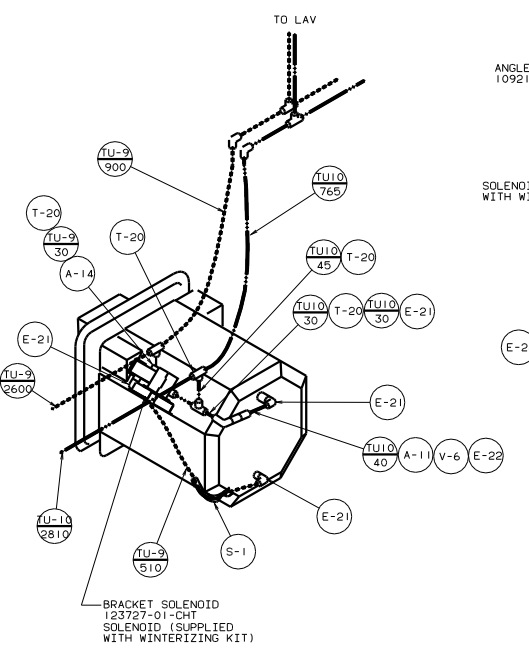 TO LAV
ANGLE
10921
TU-9
900
TU10
765
SOLENOI
WITH WI
T-20
TU-9
30
A-14
T-20
TU10
45
T-20
TU10
30
T-20
TU10
30
E-21
E-21
E-2
TU-9
2600
E-21
TU10
40
A-11
V-6
E-22
TU-10
2810
E-21
TU-9
510
S-1
BRACKET SOLENOID
123727-01-CHT
SOLENOID (SUPPLIED
WITH WINTERIZING KIT)